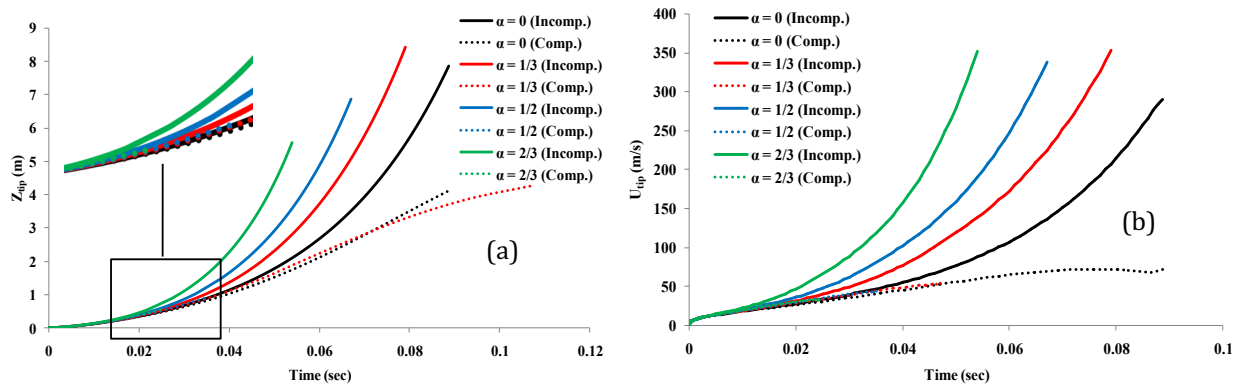 9
8
7
6
5
4
3
2
1
0
Z_tip (m)
0
0.02
0.04
0.06
0.08
0.1
0.12
Time (sec)
α = 0 (Incomp.)
α = 0 (Comp.)
α = 1/3 (Incomp.)
α = 1/3 (Comp.)
α = 1/2 (Incomp.)
α = 1/2 (Comp.)
α = 2/3 (Incomp.)
α = 2/3 (Comp.)
(a)
400
350
300
250
200
150
100
50
0
U_tip (m/s)
0
0.02
0.04
0.06
0.08
0.1
Time (sec)
α = 0 (Incomp.)
α = 0 (Comp.)
α = 1/3 (Incomp.)
α = 1/3 (Comp.)
α = 1/2 (Incomp.)
α = 1/2 (Comp.)
α = 2/3 (Incomp.)
α = 2/3 (Comp.)
(b)